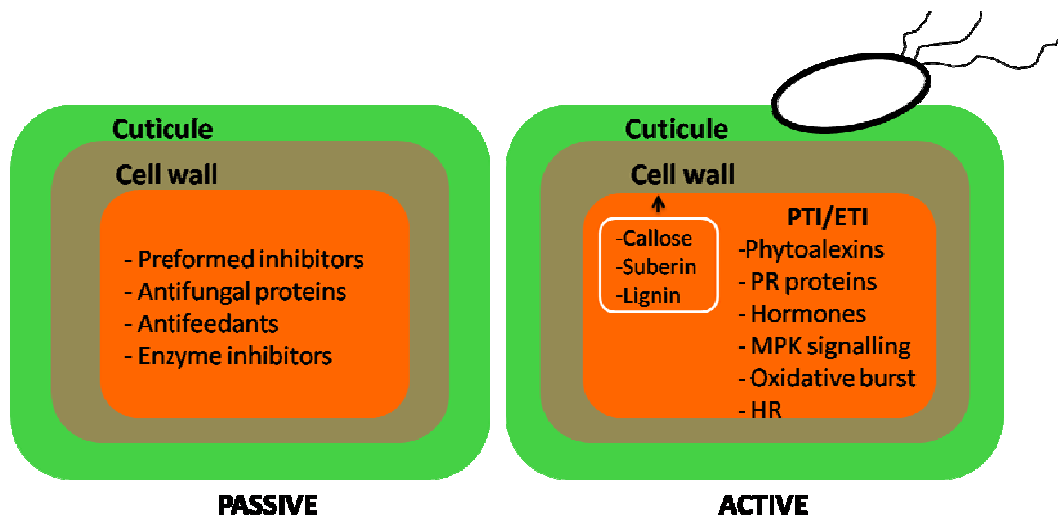 Cuticule
Cell wall
- Preformed inhibitors
- Antifungal proteins
- Antifeedants
- Enzyme inhibitors
PASSIVE
Cuticule
Cell wall
-Callose
-Suberin
-Lignin
PTI/ETI
-Phytoalexins
- PR proteins
- Hormones
- MPK signalling
- Oxidative burst
- HR
ACTIVE